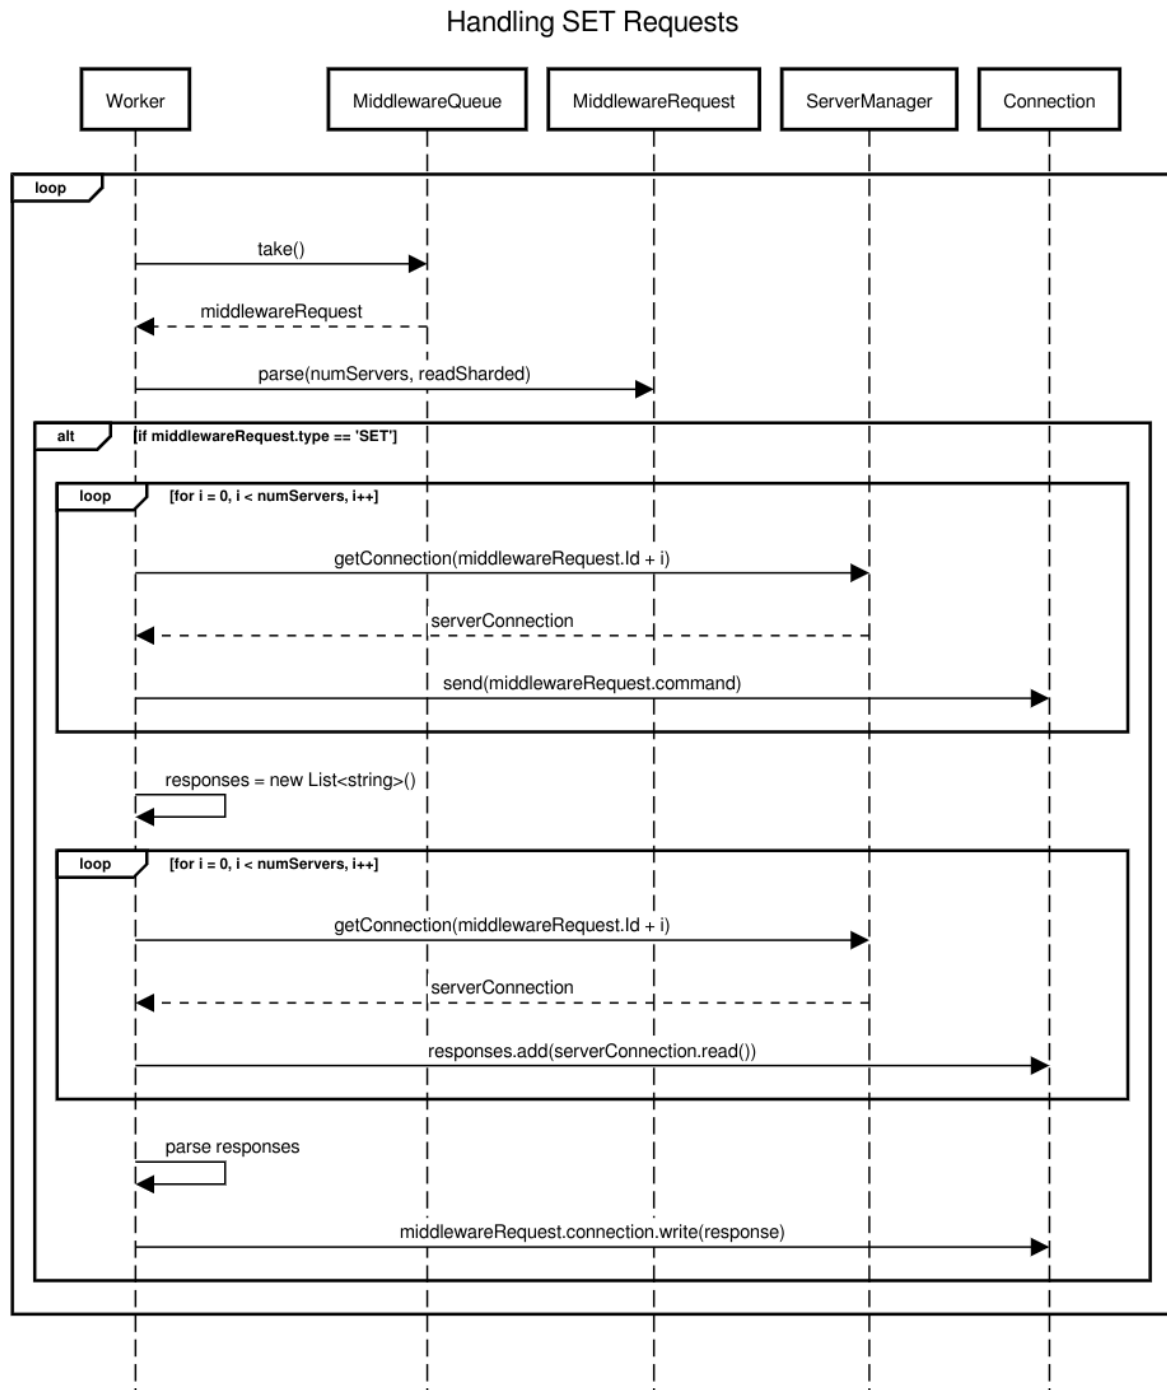 Handling SET Requests
Worker
MiddlewareQueue
MiddlewareRequest
ServerManager
Connection
loop
take()
middlewareRequest
parse(numServers, readSharded)
alt
[if middlewareRequest.type == 'SET']
loop
[for i = 0, i < numServers, i++]
getConnection(middlewareRequest.Id + i)
serverConnection
send(middlewareRequest.command)
responses = new List<string>()
loop
[for i = 0, i < numServers, i++]
getConnection(middlewareRequest.Id + i)
serverConnection
responses.add(serverConnection.read())
parse responses
middlewareRequest.connection.write(response)